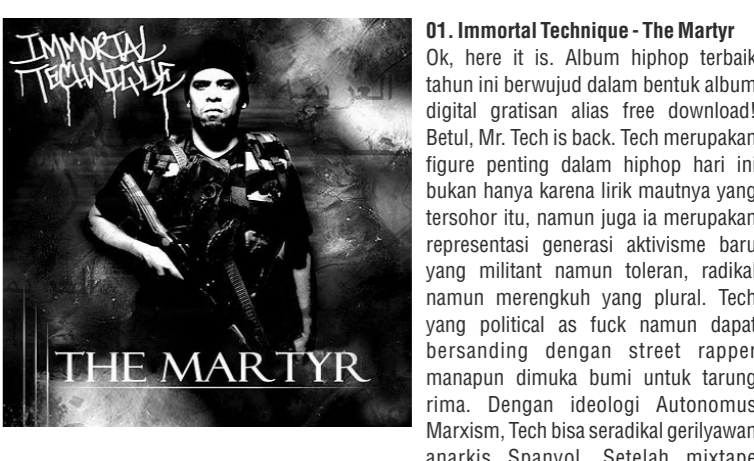 IMMORTAL
TECHNIQUE
THE MARTYR
01. Immortal Technique - The Martyr
Ok, here it is. Album hiphop terbaik
tahun ini berwujud dalam bentuk album
digital gratisan alias free download!
Betul, Mr. Tech is back. Tech merupakan
figure penting dalam hiphop hari ini
bukan hanya karena lirik mautnya yang
tersohor itu, namun juga ia merupakan
representasi generasi aktivisme baru
yang militant namun toleran, radikal
namun merengkuh yang plural. Tech
yang political as fuck namun dapat
bersanding dengan street rapper
manapun dimuka bumi untuk tarung
rima. Dengan ideologi Autonomus
Marxism, Tech bisa seradikal gerilyawan
anarkis Spanyol. Setelah mixtape